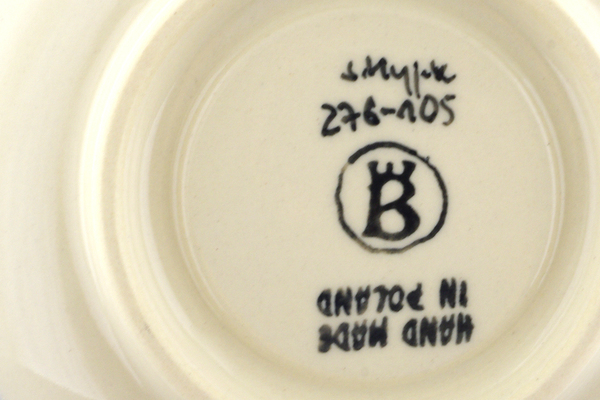 276-105
B
HAND MADE
IN POLAND